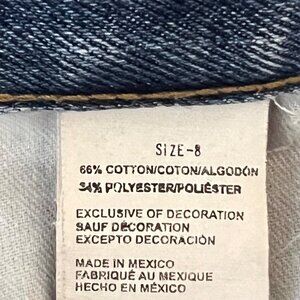 SIZE-8
66% COTTON/COTON/ALGODÓN
34% POLYESTER/POLIÉSTER
EXCLUSIVE OF DECORATION
SAUF DÉCORATION
EXCEPTO DECORACIÓN
MADE IN MEXICO
FABRIQUÉ AU MEXIQUE
HECHO EN MÉXICO